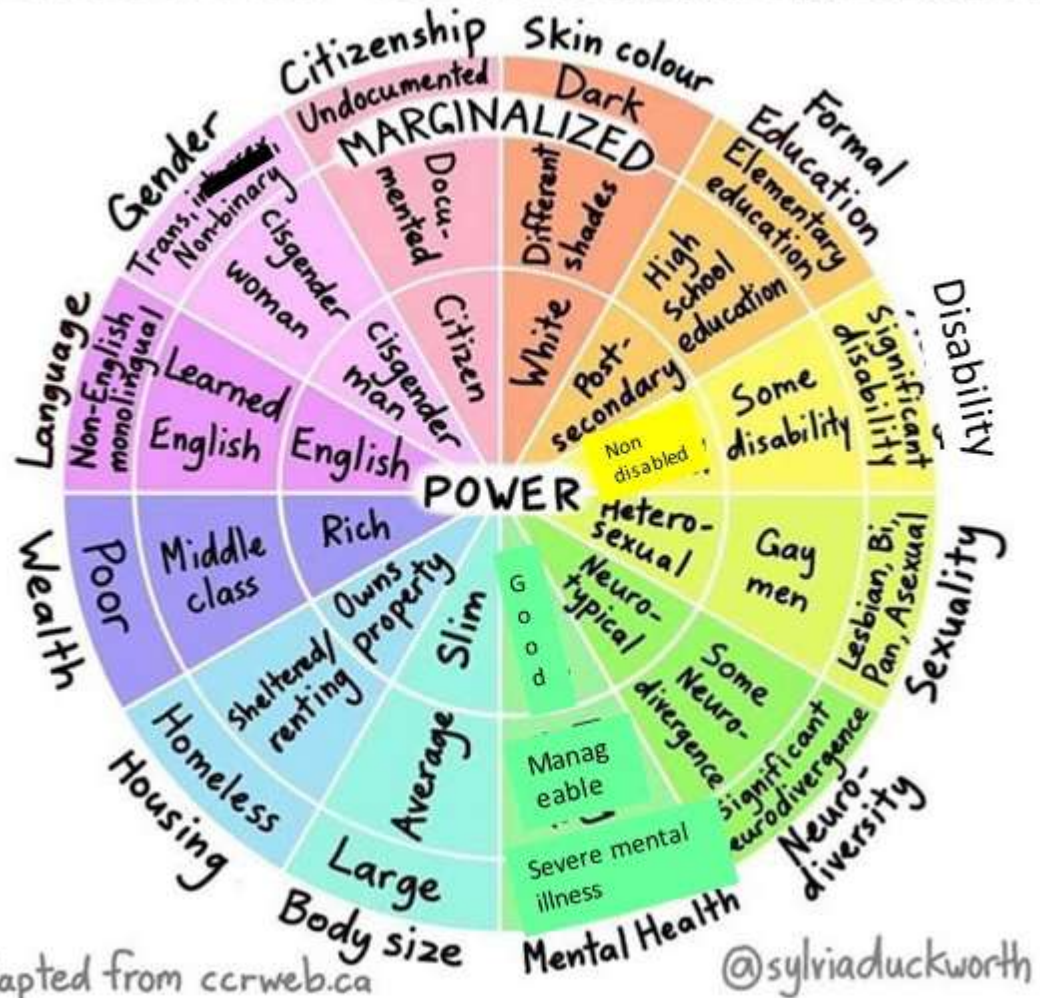 Citizenship
Undocumented
Docu-
mented
Citizen
Skin colour
Dark
Different
shades
White
MARGINALIZED
Formal
Education
Elementary
education
High
School
education
Post-
secondary
Disability
Significant
disability
Some
disability
Non
disabled
Sexuality
Lesbian, Bi,
Pan, Asexual
Gay
men
Hetero-
sexual
Neuro-
diversity
Significant
eurodivergence
Some
Neuro-
divergence
Neuro-
typical
Mental Health
Severe mental
illness
Manag
eable
G
o
o
d
Body size
Large
Average
Slim
Housing
Homeless
Sheltered/
renting
Owns
property
Wealth
Poor
Middle
class
Rich
Language
Non-English
monolingual
Learned
English
English
Gender
Trans,
Non-binary
Cisgender
woman
Cisgender
man
POWER
apted from ccrweb.ca
@sylviaduckworth